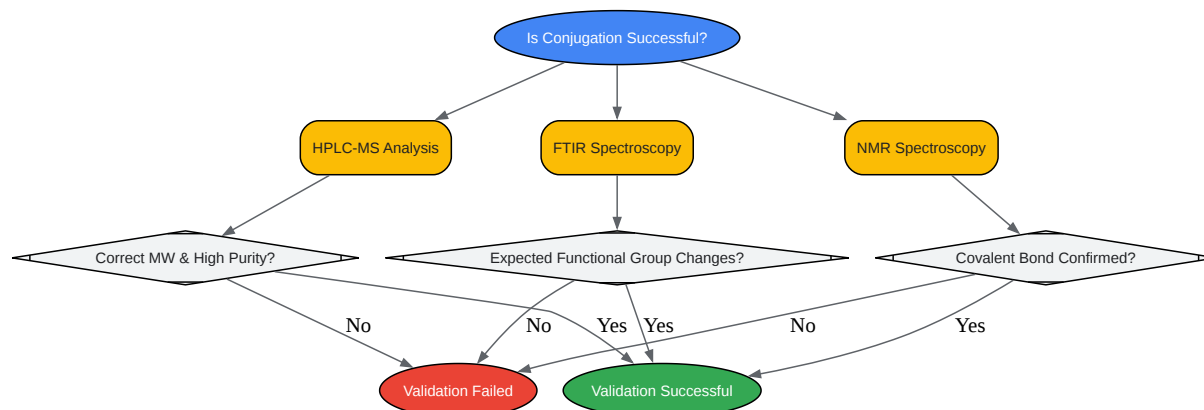 Is Conjugation Successful?
HPLC-MS Analysis
FTIR Spectroscopy
NMR Spectroscopy
Correct MW & High Purity?
Expected Functional Group Changes?
Covalent Bond Confirmed?
No
No
Yes
Yes
No
Yes
Validation Failed
Validation Successful